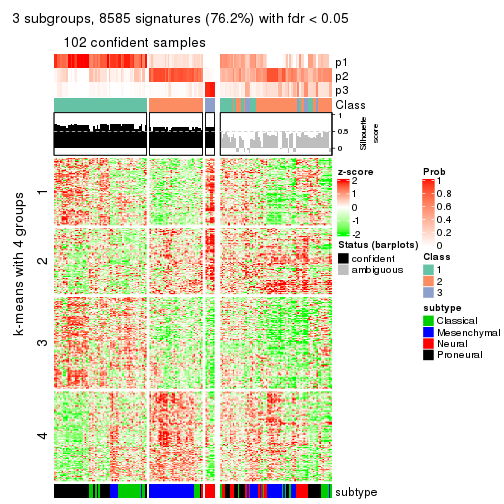 3 subgroups, 8585 signatures (76.2%) with fdr < 0.05
102 confident samples
p1
p2
p3
Class
1
0.5
0
Silhouette
score
k-means with 4 groups
1
2
3
4
z-score
2
1
0
-1
-2
Status (barplots)
confident
ambiguous
Prob
1
0.8
0.6
0.4
0.2
0
Class
1
2
3
subtype
Classical
Mesenchymal
Neural
Proneural
subtype